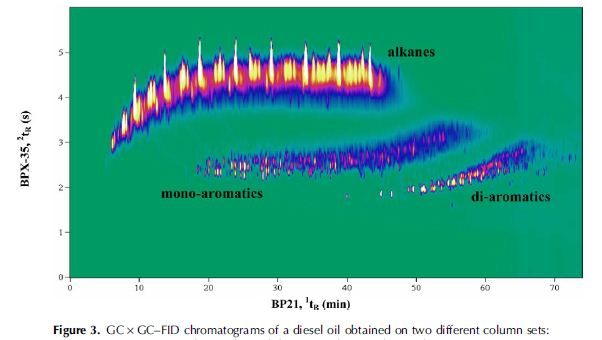 5
alkanes
4
BPX-35, ²tR (s)
3
2
mono-aromatics
di-aromatics
1
0
0 10 20 30 40 50 60 70
BP21, ¹tR (min)
Figure 3. GC × GC–FID chromatograms of a diesel oil obtained on two different column sets: